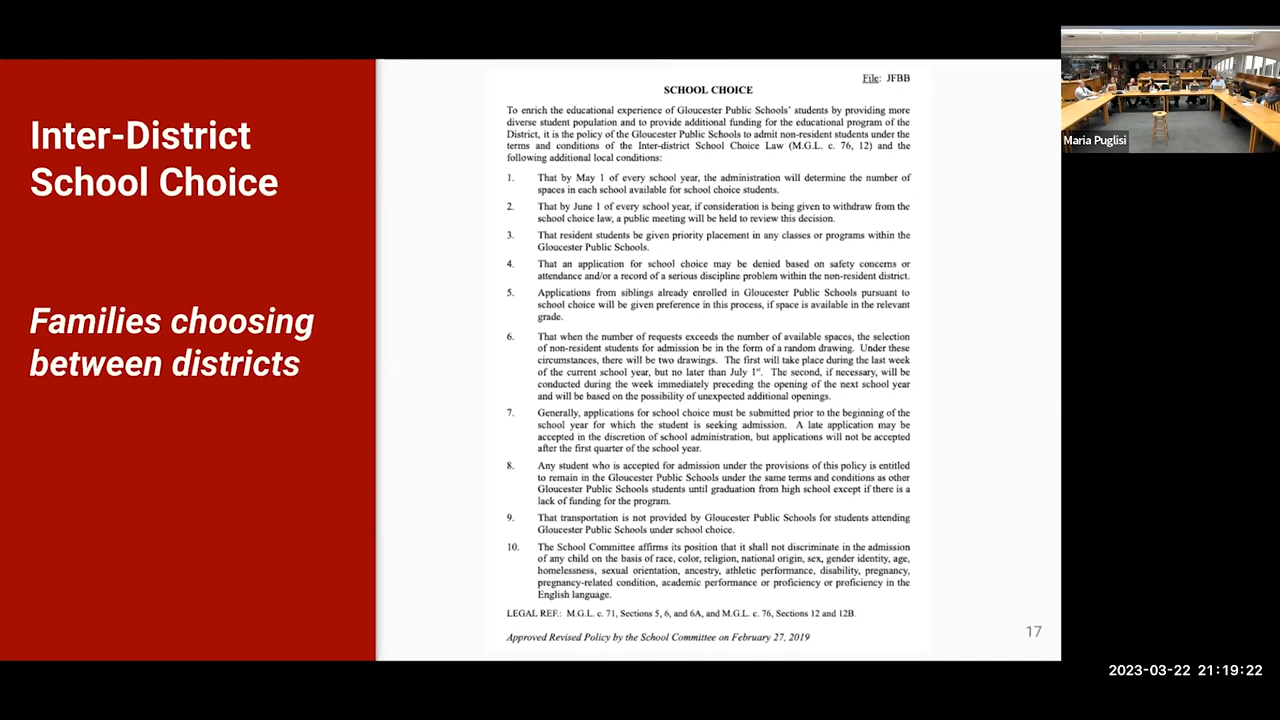 Inter-District
School Choice
Families choosing
between districts
File: JFBB
SCHOOL CHOICE
To enrich the educational experience of Gloucester Public Schools' students by providing more
diverse student population and to provide additional funding for the educational program of the
District, it is the policy of the Gloucester Public Schools to admit non-resident students under the
terms and conditions of the Inter-district School Choice Law (M.G.L. c. 76, 12) and the
following additional local conditions:
1. That by May 1 of every school year, the administration will determine the number of
spaces in each school available for school choice students.
2. That by June 1 of every school year, if consideration is being given to withdraw from the
school choice law, a public meeting will be held to review this decision.
3. That resident students be given priority placement in any classes or programs within the
Gloucester Public Schools.
4. That an application for school choice may be denied based on safety concerns or
attendance and/or a record of a serious discipline problem within the non-resident district.
5. Applications from siblings already enrolled in Gloucester Public Schools pursuant to
school choice will be given preference in this process, if space is available in the relevant
grade.
6. That when the number of requests exceeds the number of available spaces, the selection
of non-resident students for admission be in the form of a random drawing. Under these
circumstances, there will be two drawings. The first will take place during the last week
of the current school year, but no later than July 1st. The second, if necessary, will be
conducted during the week immediately preceding the opening of the next school year
and will be based on the possibility of unexpected additional openings.
7. Generally, applications for school choice must be submitted prior to the beginning of the
school year for which the student is seeking admission. A late application may be
accepted in the discretion of school administration, but applications will not be accepted
after the first quarter of the school year.
8. Any student who is accepted for admission under the provisions of this policy is entitled
to remain in the Gloucester Public Schools under the same terms and conditions as other
Gloucester Public Schools students until graduation from high school except if there is a
lack of funding for the program.
9. That transportation is not provided by Gloucester Public Schools for students attending
Gloucester Public Schools under school choice.
10. The School Committee affirms its position that it shall not discriminate in the admission
of any child on the basis of race, color, religion, national origin, sex, gender identity, age,
homelessness, sexual orientation, ancestry, athletic performance, disability, pregnancy,
pregnancy-related condition, academic performance or proficiency or proficiency in the
English language.
LEGAL REF.: M.G.L. c. 71, Sections 5, 6, and 6A, and M.G.L. c. 76, Sections 12 and 12B.
Approved Revised Policy by the School Committee on February 27, 2019
17
Maria Puglisi
2023-03-22 21:19:22